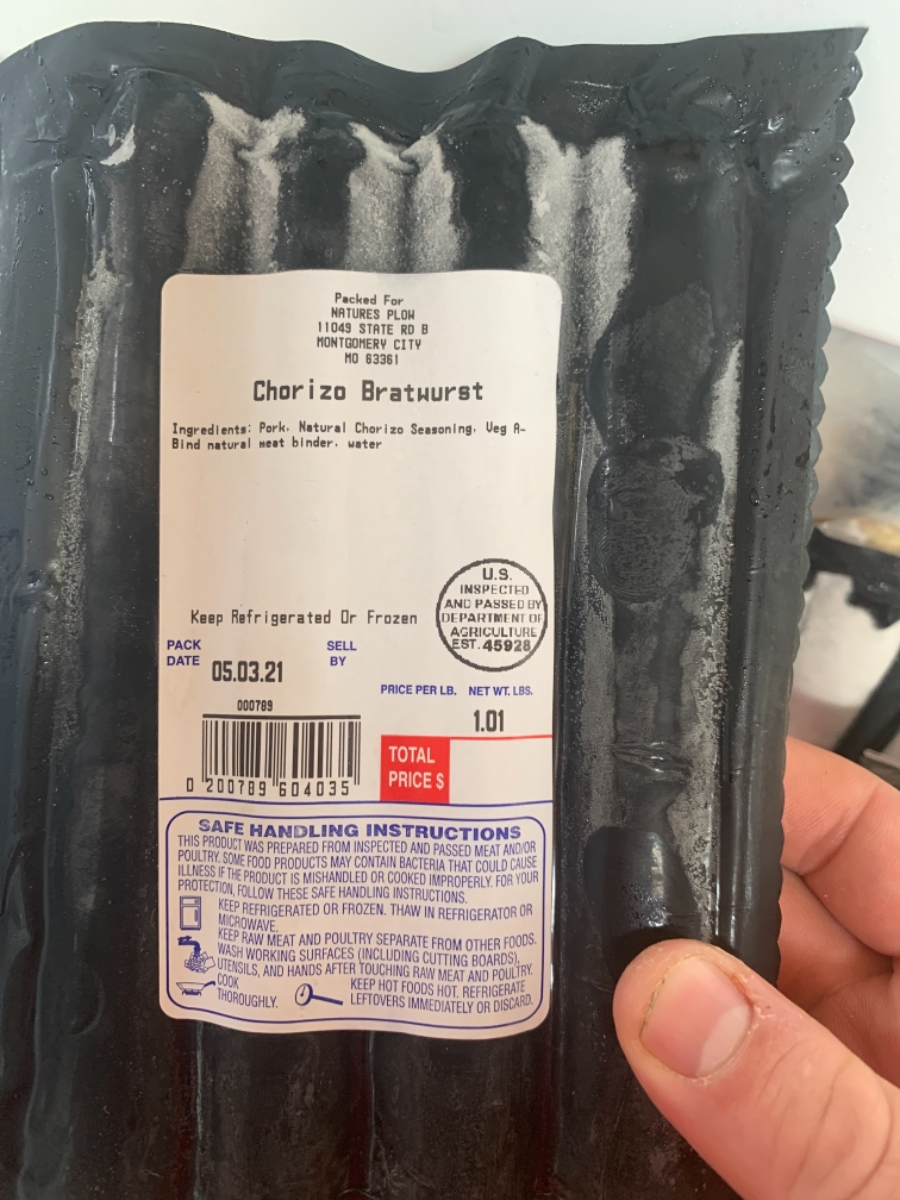 Packed For
NATURES PLOW
11049 STATE RD B
MONTGOMERY CITY
MO 63361
Chorizo Bratwurst
Ingredients: Pork, Natural Chorizo Seasoning, Veg A-
Bind natural meat binder, water
Keep Refrigerated Or Frozen
U.S.
INSPECTED
AND PASSED BY
DEPARTMENT OF
AGRICULTURE
EST. 45928
PACK
DATE
05.03.21
SELL
BY
PRICE PER LB. NET WT. LBS.
1.01
000789
0 200789 604035
TOTAL
PRICE $
SAFE HANDLING INSTRUCTIONS
THIS PRODUCT WAS PREPARED FROM INSPECTED AND PASSED MEAT AND/OR
POULTRY. SOME FOOD PRODUCTS MAY CONTAIN BACTERIA THAT COULD CAUSE
ILLNESS IF THE PRODUCT IS MISHANDLED OR COOKED IMPROPERLY. FOR YOUR
PROTECTION, FOLLOW THESE SAFE HANDLING INSTRUCTIONS.
KEEP REFRIGERATED OR FROZEN. THAW IN REFRIGERATOR OR
MICROWAVE.
KEEP RAW MEAT AND POULTRY SEPARATE FROM OTHER FOODS.
WASH WORKING SURFACES (INCLUDING CUTTING BOARDS),
UTENSILS, AND HANDS AFTER TOUCHING RAW MEAT AND POULTRY.
COOK
THOROUGHLY.
KEEP HOT FOODS HOT. REFRIGERATE
LEFTOVERS IMMEDIATELY OR DISCARD.